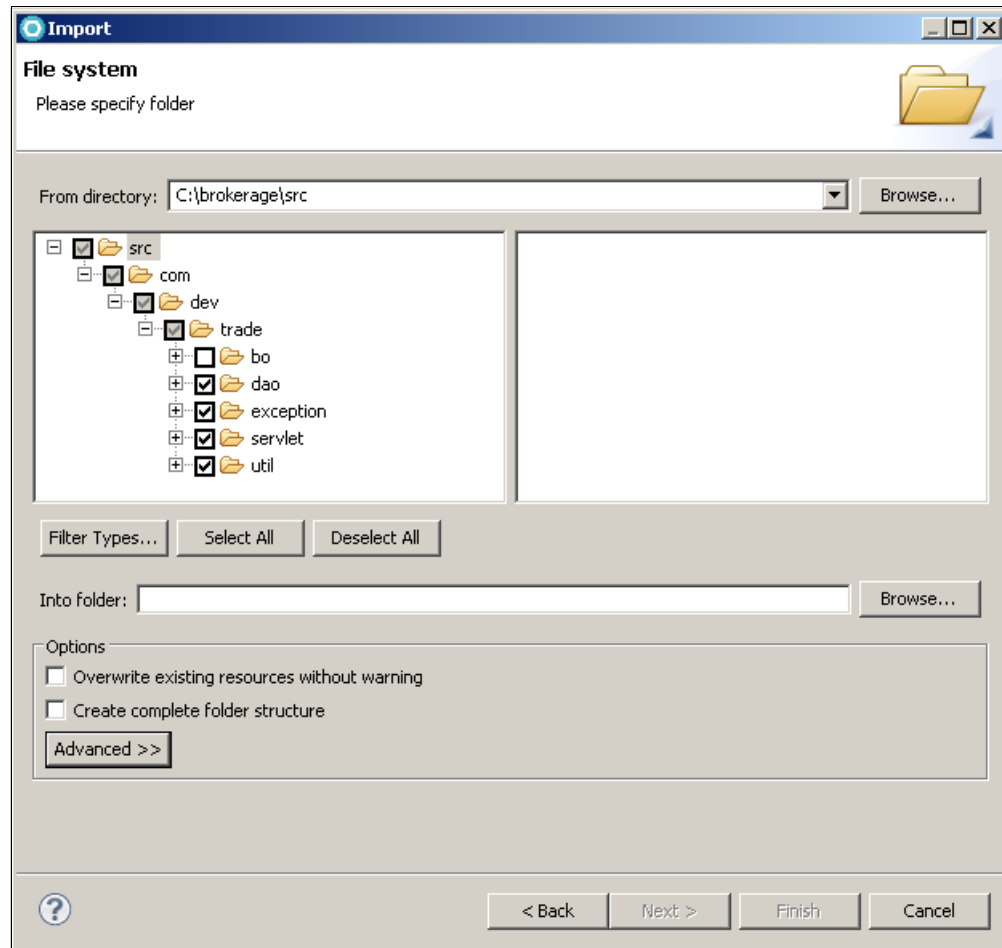 Import
File system
Please specify folder
From directory: C:\brokerage\src Browse...
src
com
dev
trade
bo
dao
exception
servlet
util
Filter Types... Select All Deselect All
Into folder: Browse...
Options
Overwrite existing resources without warning
Create complete folder structure
Advanced >>
? < Back Next > Finish Cancel